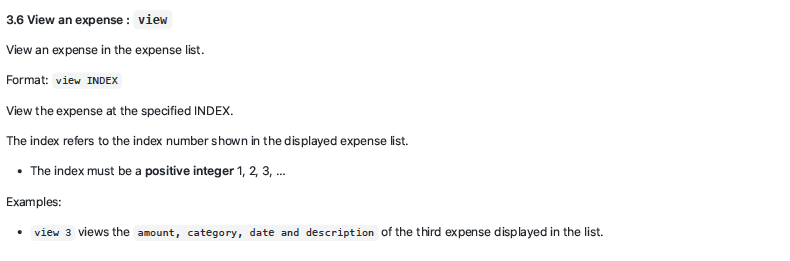 3.6 View an expense : view
View an expense in the expense list.
Format: view INDEX
View the expense at the specified INDEX.
The index refers to the index number shown in the displayed expense list.
• The index must be a positive integer 1, 2, 3, ...
Examples:
• view 3 views the amount, category, date and description of the third expense displayed in the list.